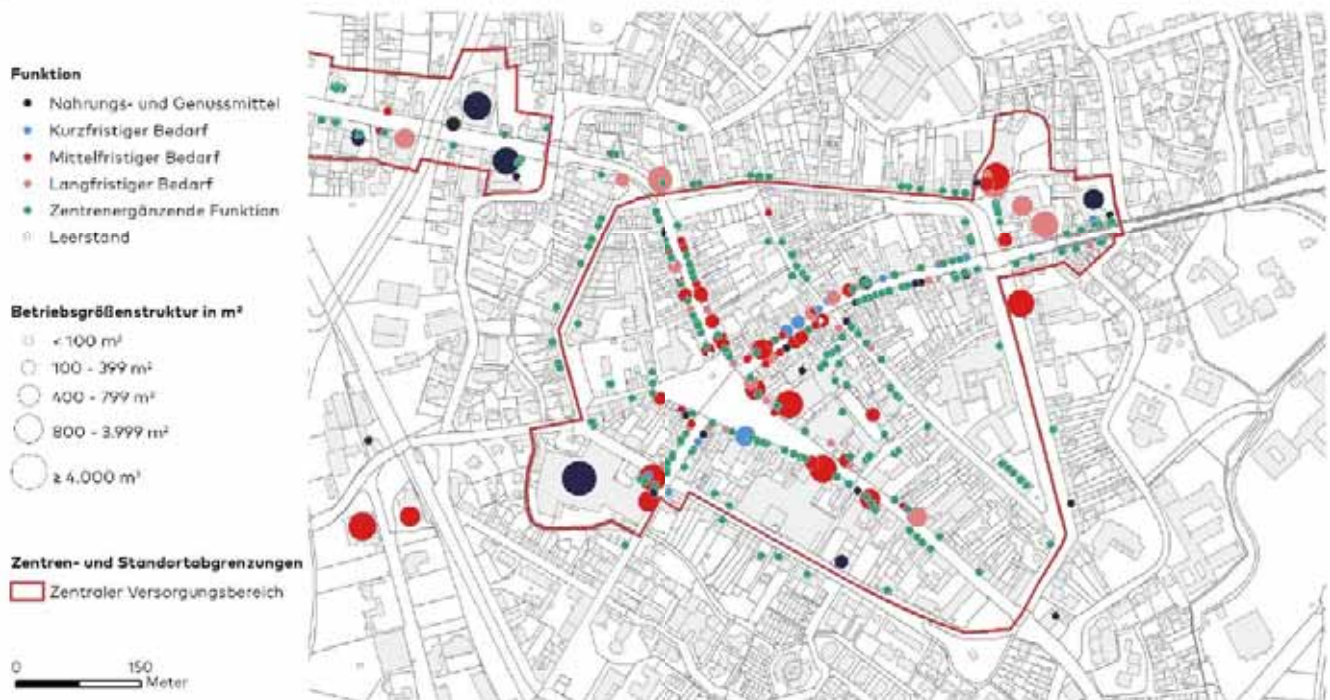 Funktion
Nahrungs- und Genussmittel
Kurzfristiger Bedarf
Mittelfristiger Bedarf
Langfristiger Bedarf
Zentrenergänzende Funktion
Leerstand
Betriebsgrößenstruktur in m²
< 100 m²
100 - 399 m²
400 - 799 m²
800 - 3.999 m²
≥ 4.000 m²
Zentren- und Standortabgrenzungen
Zentraler Versorgungsbereich
0 150
Meter